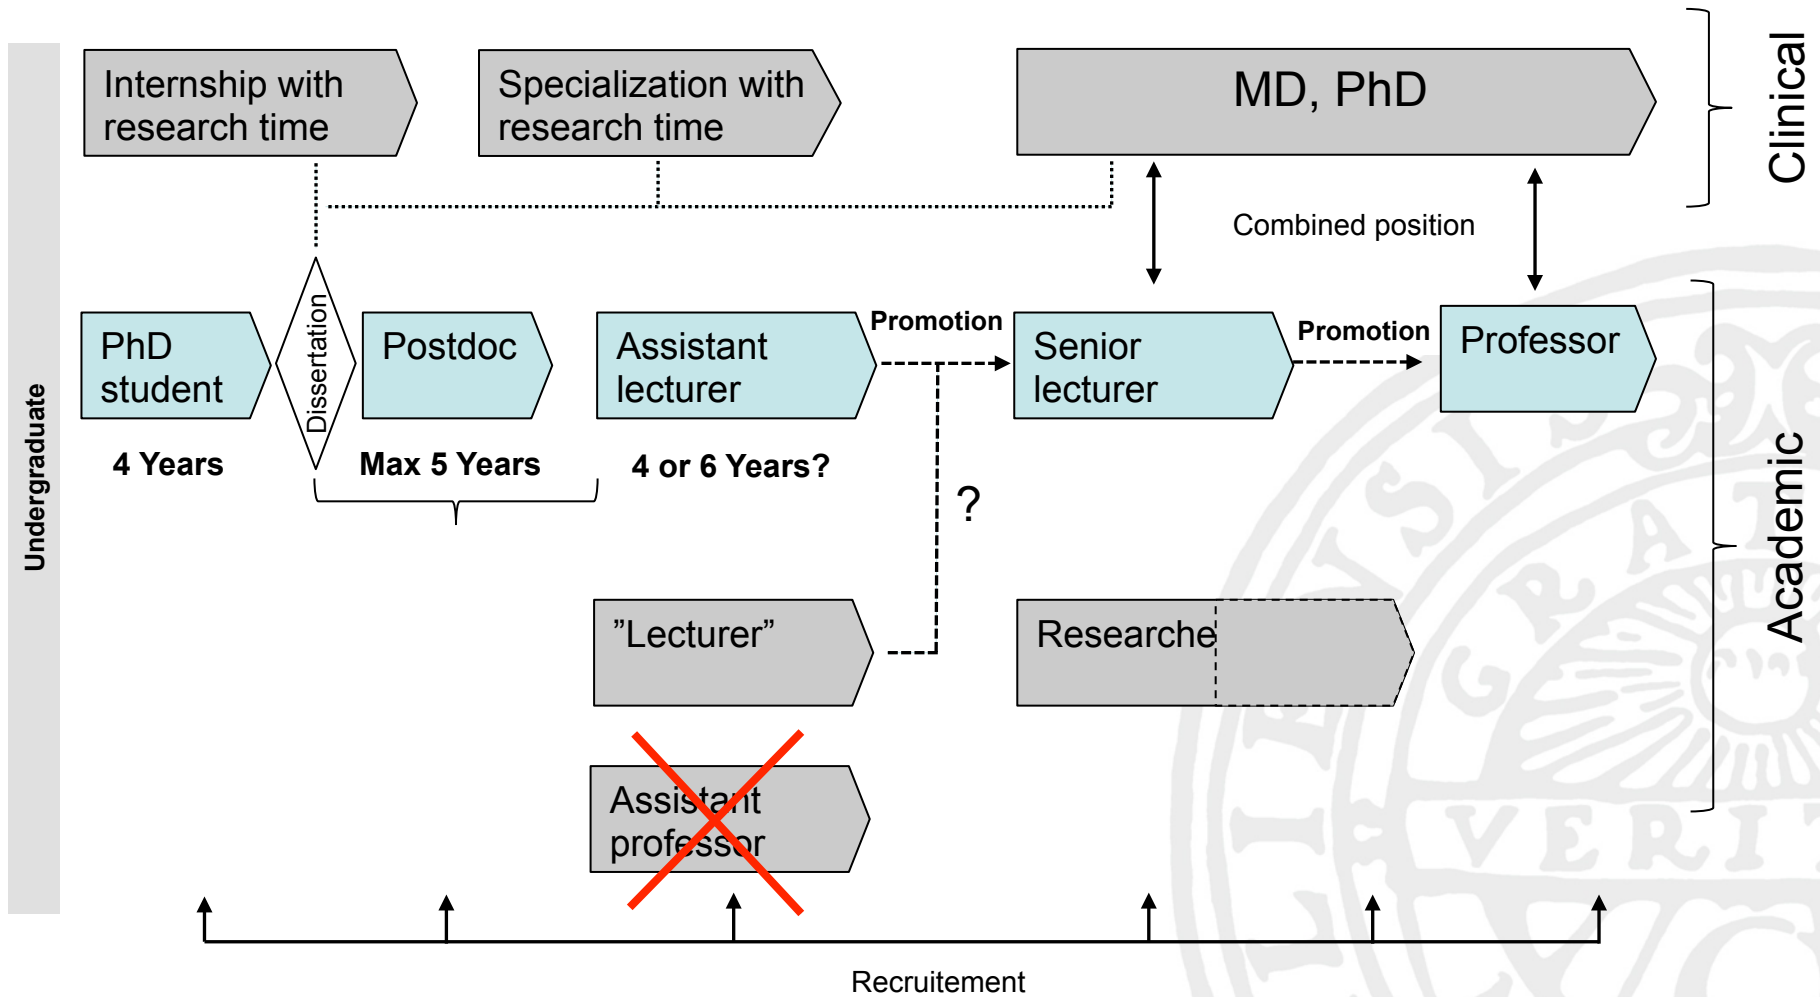 Internship with
research time
Specialization with
research time
MD, PhD
Clinical
Combined position
Undergraduate
PhD
student
Dissertation
Postdoc
Assistant
lecturer
Promotion
Senior
lecturer
Promotion
Professor
4 Years
Max 5 Years
4 or 6 Years?
?
Academic
”Lecturer”
Researche
Assistant
professor
Recruitement
VERI
GRAT